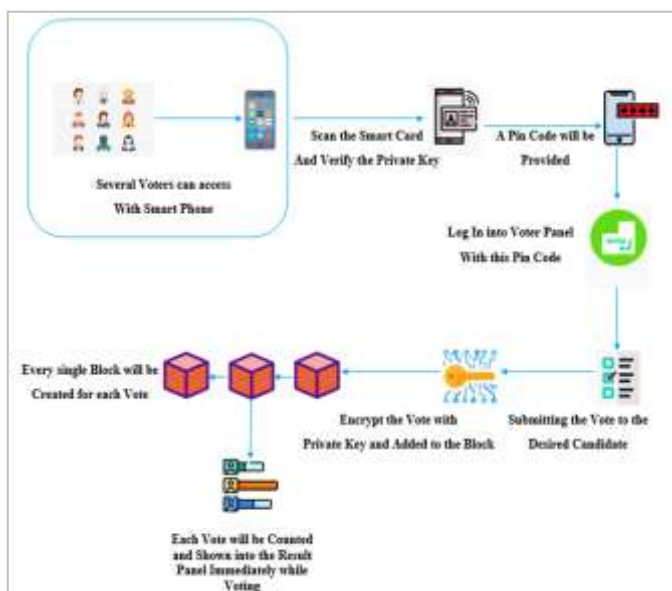 Several Voters can access
With Smart Phone
Scan the Smart Card
And Verify the Private Key
A Pin Code will be
Provided
Log In into Voter Panel
With this Pin Code
Submitting the Vote to the
Desired Candidate
Encrypt the Vote with
Private Key and Added to the Block
Every single Block will be
Created for each Vote
Each Vote will be Counted
and Shown into the Result
Panel Immediately while
Voting